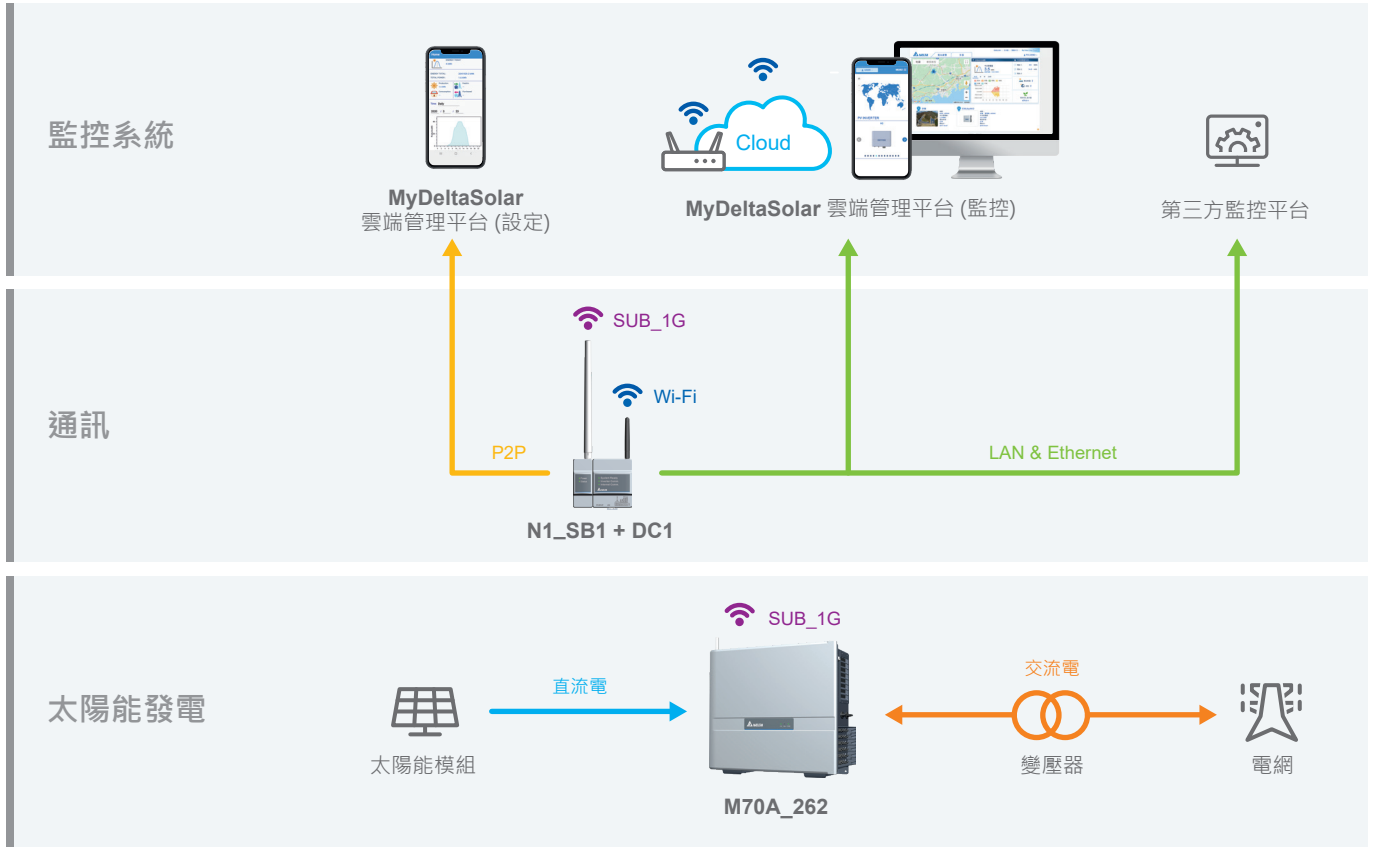 監控系統
Cloud
PV INVERTER
MyDeltaSolar
雲端管理平台 (設定)
MyDeltaSolar 雲端管理平台 (監控)
第三方監控平台
通訊
SUB_1G
Wi-Fi
P2P
LAN & Ethernet
N1_SB1 + DC1
太陽能發電
SUB_1G
直流電
交流電
太陽能模組
變壓器
電網
M70A_262